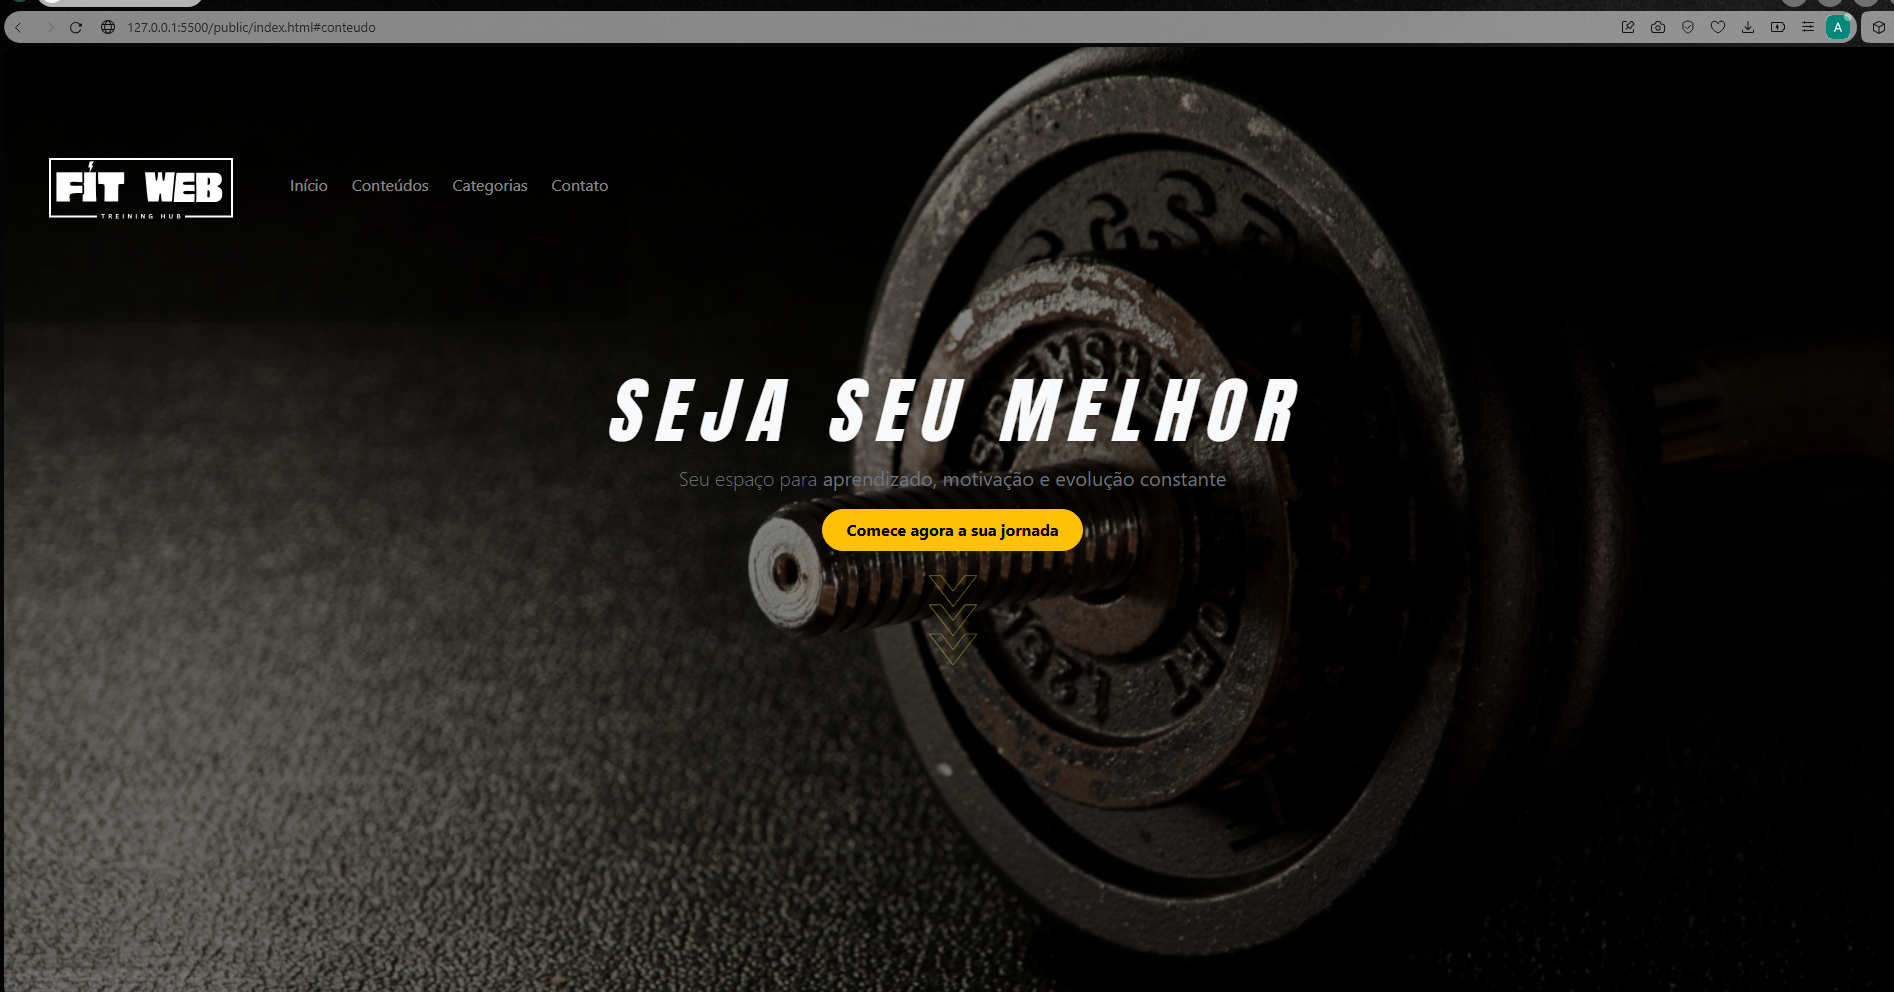 127.0.0.1:5500/public/index.html#conteudo
A
FIT WEB
TREINING HUB
Início Conteúdos Categorias Contato
SEJA SEU MELHOR
Seu espaço para aprendizado, motivação e evolução constante
Comece agora a sua jornada